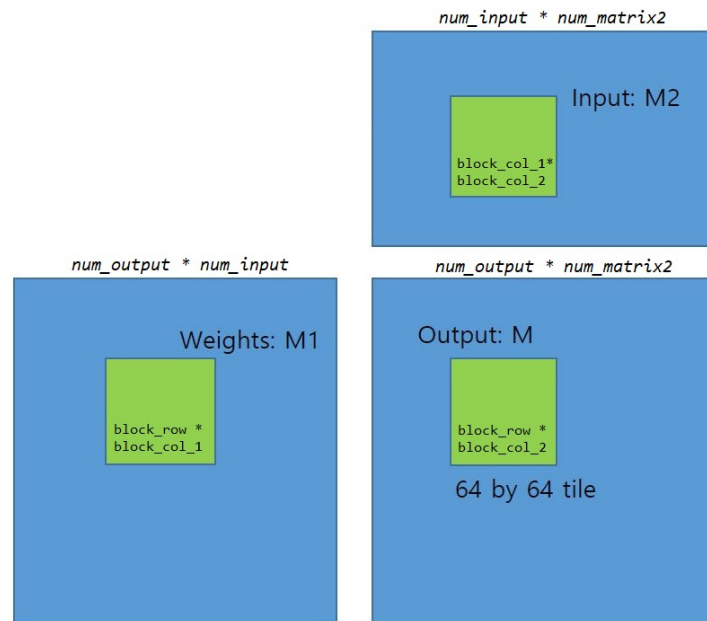 num_input * num_matrix2
Input: M2
block_col_1*
block_col_2
num_output * num_input
Weights: M1
block_row *
block_col_1
num_output * num_matrix2
Output: M
block_row *
block_col_2
64 by 64 tile